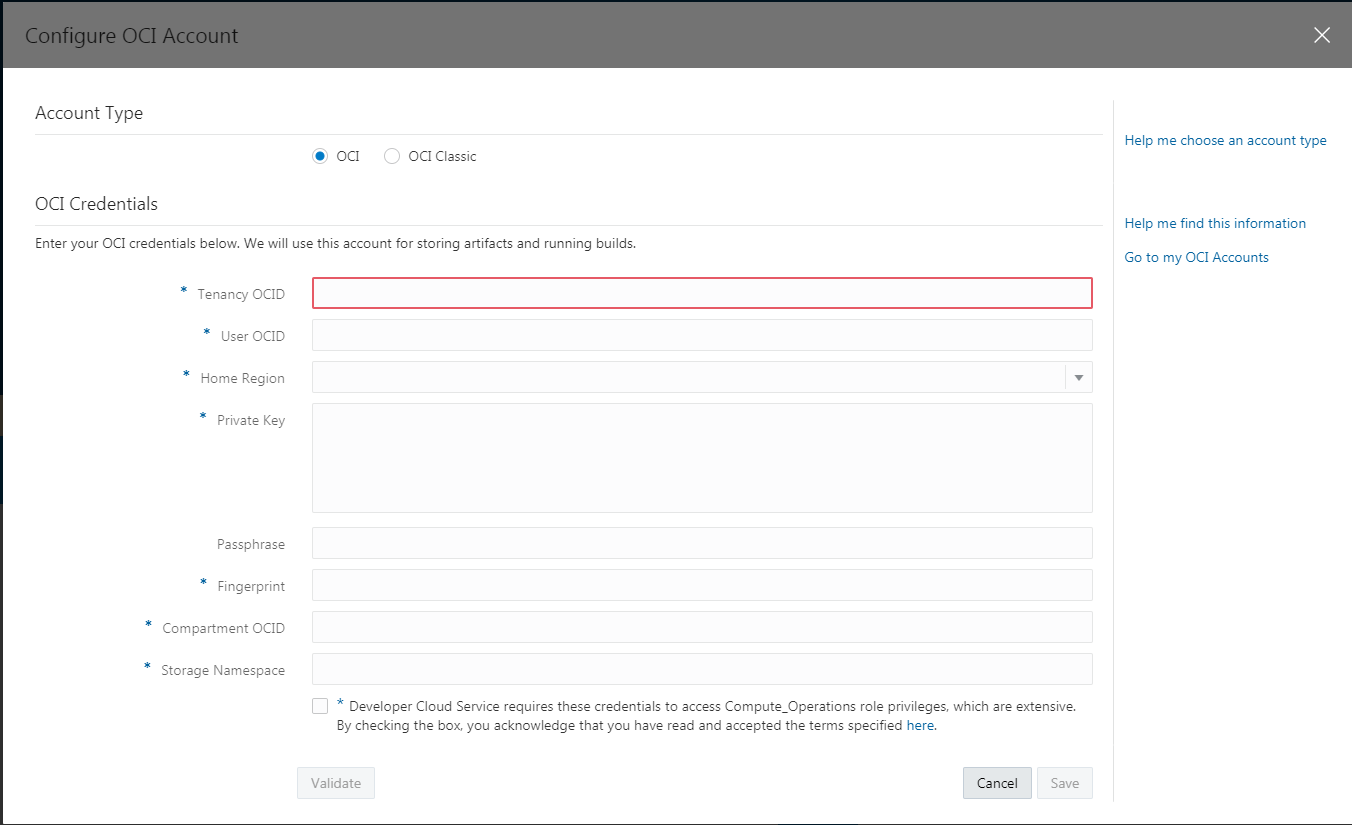 Configure OCI Account
Account Type
Help me choose an account type
OCI
OCI Classic
OCI Credentials
Help me find this information
Enter your OCI credentials below. We will use this account for storing artifacts and running builds.
Go to my OCI Accounts
* Tenancy OCID
* User OCID
* Home Region
* Private Key
Passphrase
* Fingerprint
* Compartment OCID
* Storage Namespace
* Developer Cloud Service requires these credentials to access Compute_Operations role privileges, which are extensive.
By checking the box, you acknowledge that you have read and accepted the terms specified here.
Validate
Cancel
Save